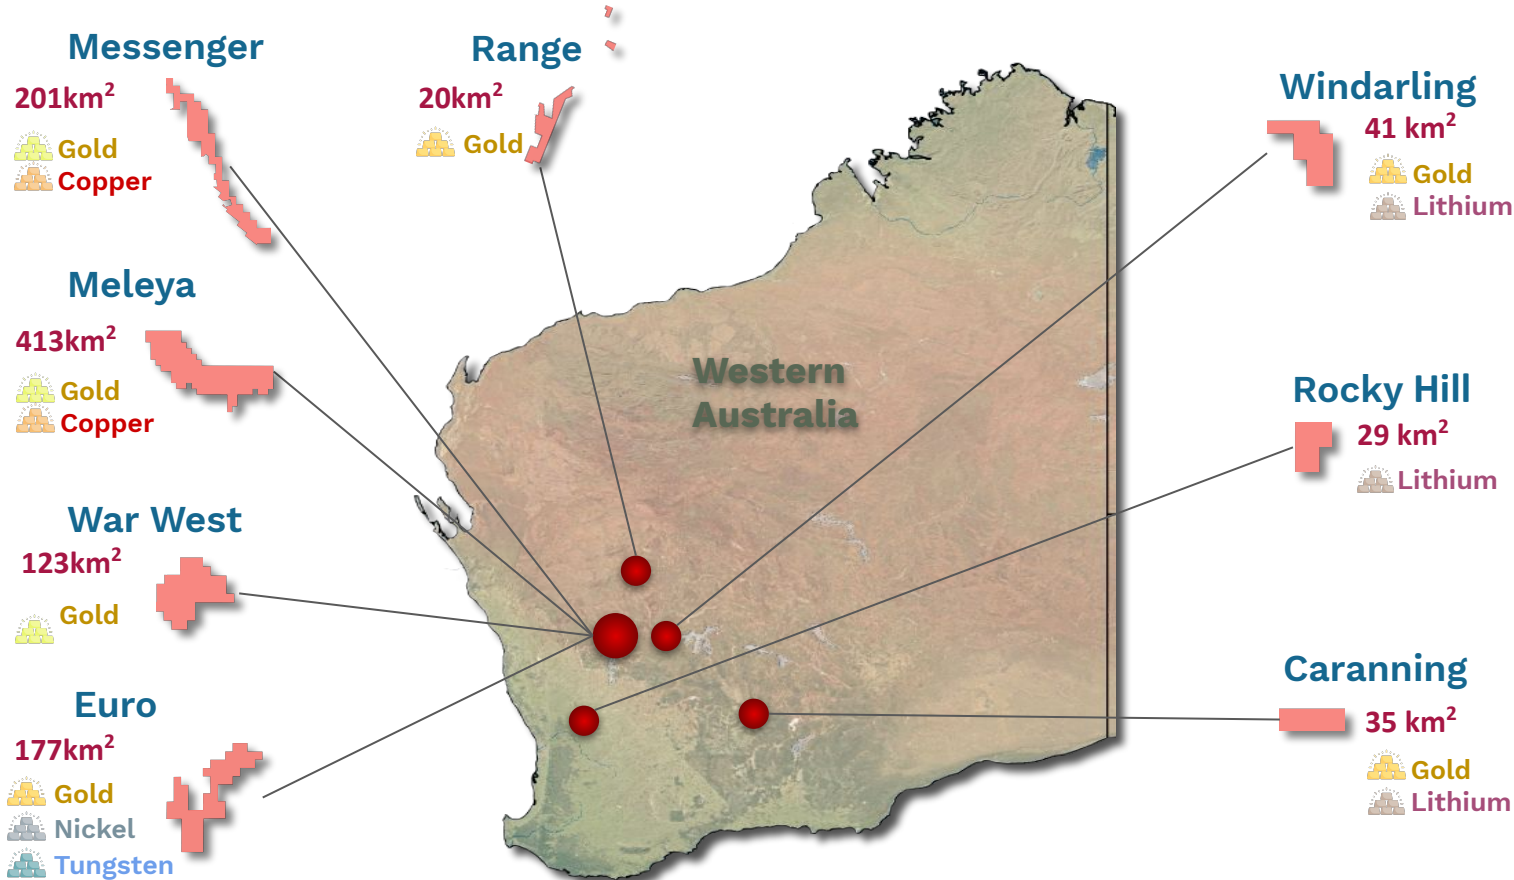 Messenger
201km²
Gold
Copper
Range
20km²
Gold
Windarling
41 km²
Gold
Lithium
Meleya
413km²
Gold
Copper
Western
Australia
Rocky Hill
29 km²
Lithium
War West
123km²
Gold
Caranning
35 km²
Gold
Lithium
Euro
177km²
Gold
Nickel
Tungsten